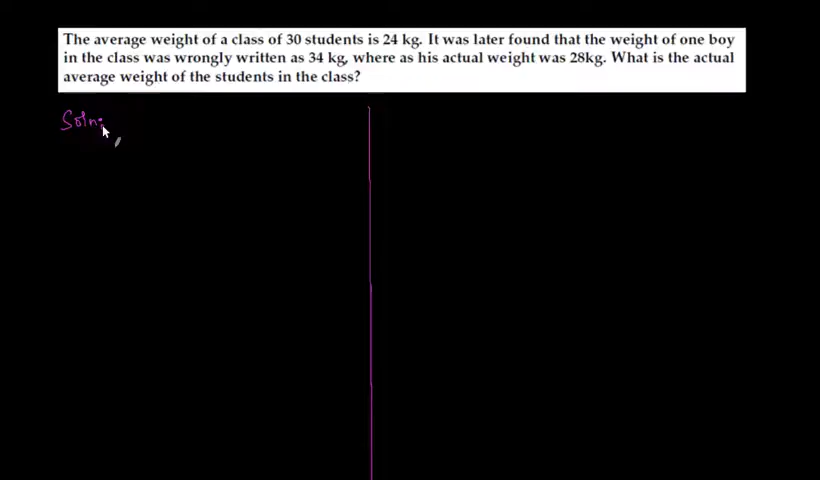 The average weight of a class of 30 students is 24 kg. It was later found that the weight of one boy
in the class was wrongly written as 34 kg, where as his actual weight was 28kg. What is the actual
average weight of the students in the class?
Soln: